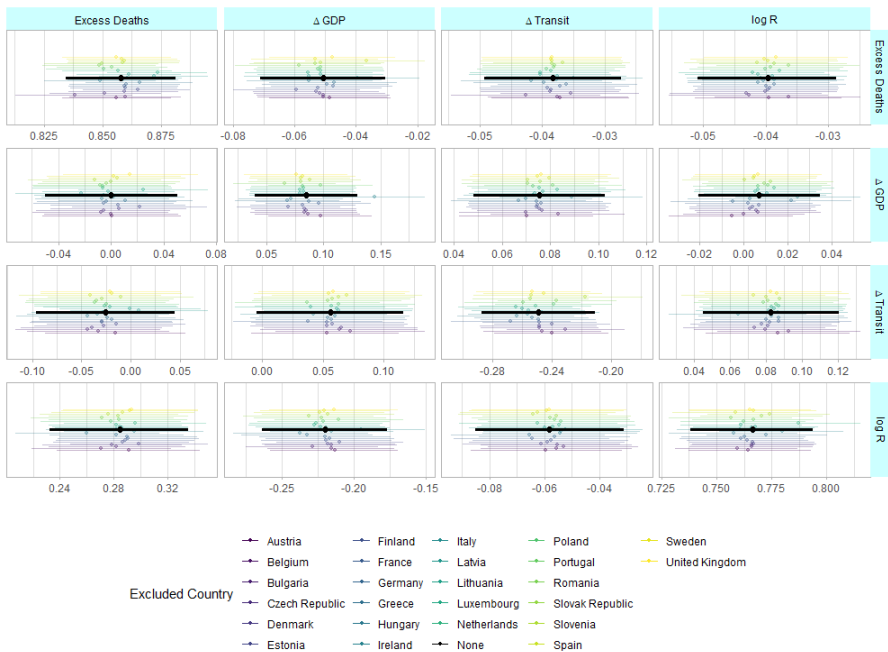 Excess Deaths Δ GDP Δ Transit log R
Excess Deaths
0.825 0.850 0.875 -0.08 -0.06 -0.04 -0.02 -0.05 -0.04 -0.03 -0.05 -0.04 -0.03
Δ GDP
-0.04 0.00 0.04 0.08 0.05 0.10 0.15 0.04 0.06 0.08 0.10 0.12 -0.02 0.00 0.02 0.04
Δ Transit
-0.10 -0.05 0.00 0.05 0.00 0.05 0.10 -0.28 -0.24 -0.20 0.04 0.06 0.08 0.10 0.12
log R
0.24 0.28 0.32 -0.25 -0.20 -0.15 -0.08 -0.06 -0.04 0.725 0.750 0.775 0.800
Excluded Country
Austria
Belgium
Bulgaria
Czech Republic
Denmark
Estonia
Finland
France
Germany
Greece
Hungary
Ireland
Italy
Latvia
Lithuania
Luxembourg
Netherlands
None
Poland
Portugal
Romania
Slovak Republic
Slovenia
Spain
Sweden
United Kingdom